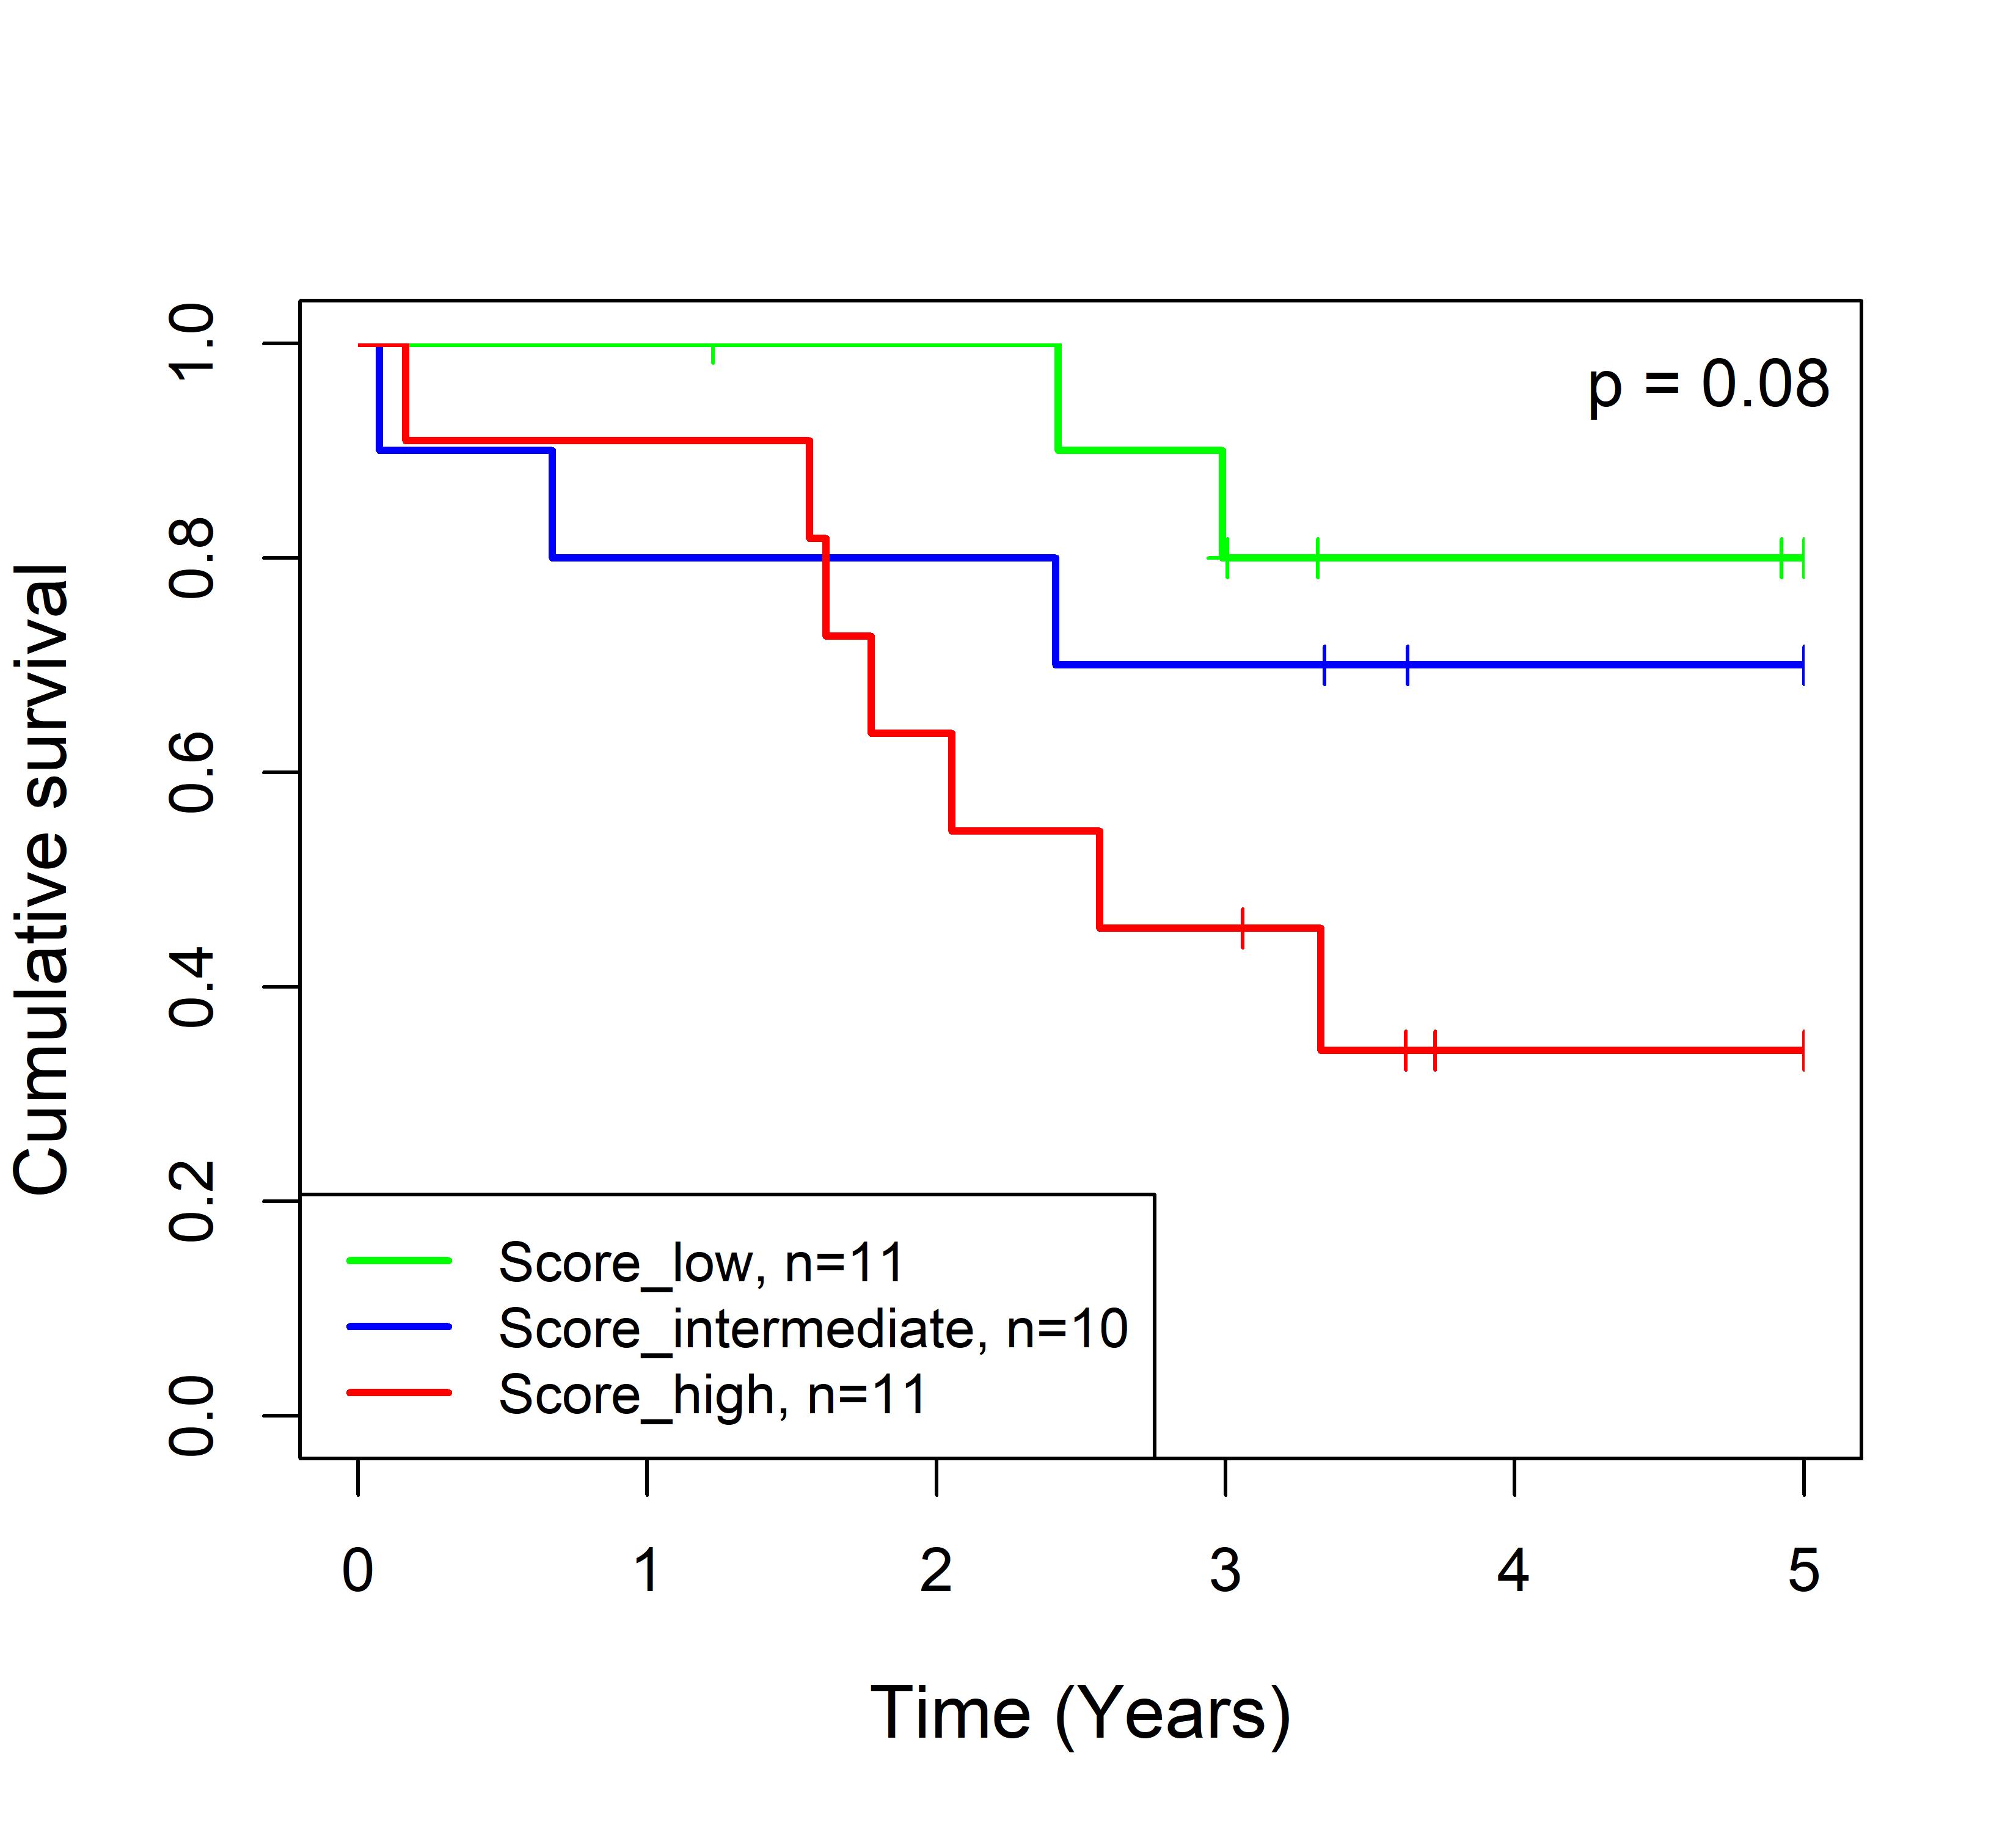 Cumulative survival
1.0
0.8
0.6
0.4
0.2
0.0
p = 0.08
Score_low, n=11
Score_intermediate, n=10
Score_high, n=11
0 1 2 3 4 5
Time (Years)